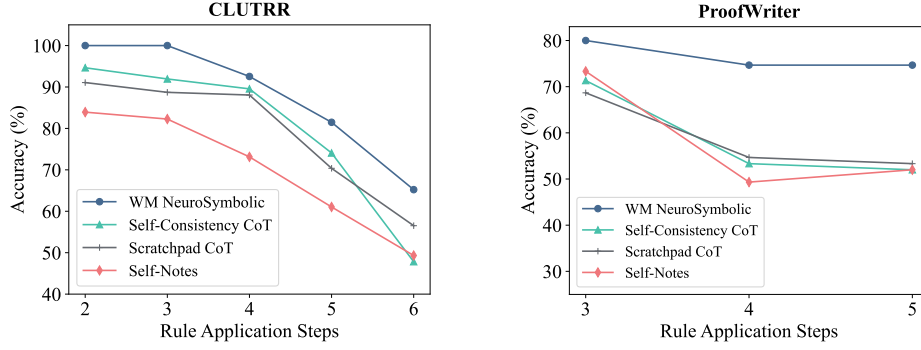 CLUTRR
100
90
80
70
60
50
40
Accuracy (%)
WM NeuroSymbolic
Self-Consistency CoT
Scratchpad CoT
Self-Notes
2 3 4 5 6
Rule Application Steps
ProofWriter
80
70
60
50
40
30
Accuracy (%)
WM NeuroSymbolic
Self-Consistency CoT
Scratchpad CoT
Self-Notes
3 4 5
Rule Application Steps